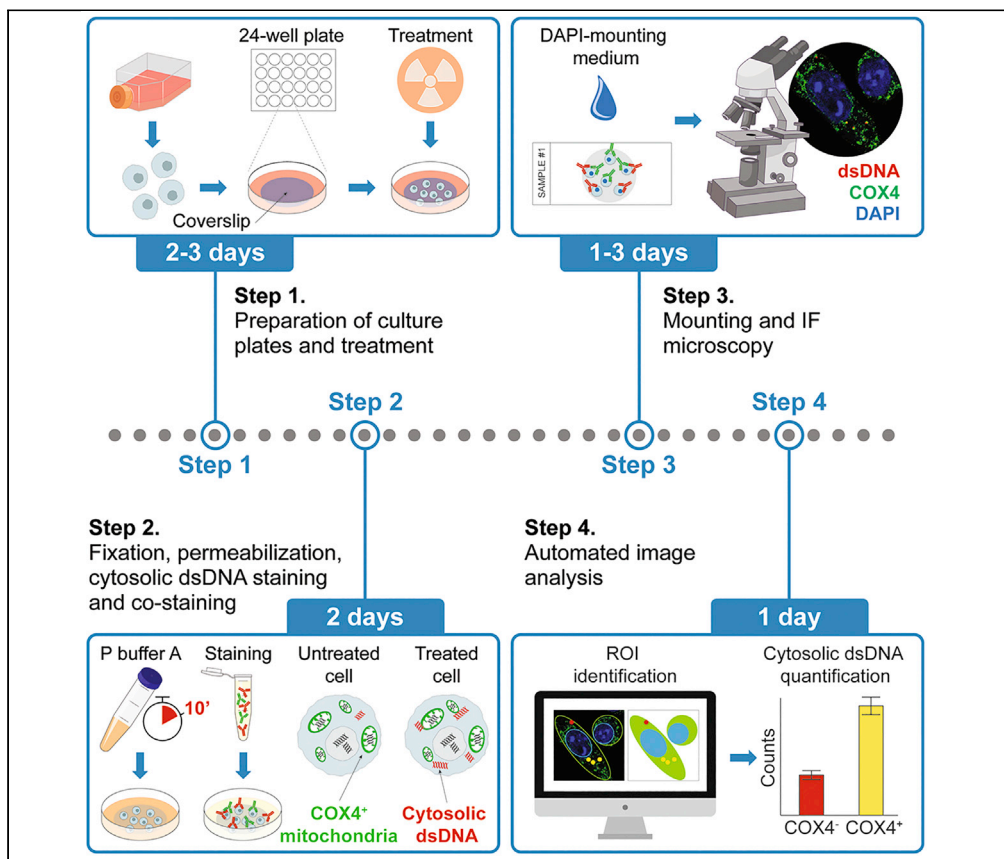 24-well plate
Treatment
Coverslip
2-3 days
Step 1.
Preparation of culture
plates and treatment
DAPI-mounting
medium
SAMPLE #1
dsDNA
COX4
DAPI
1-3 days
Step 3.
Mounting and IF
microscopy
Step 1
Step 2
Step 3
Step 4
Step 2.
Fixation, permeabilization,
cytosolic dsDNA staining
and co-staining
2 days
P buffer A
10'
Staining
Untreated
cell
Treated
cell
COX4⁺
mitochondria
Cytosolic
dsDNA
Step 4.
Automated image
analysis
1 day
ROI
identification
Cytosolic dsDNA
quantification
Counts
COX4⁻
COX4⁺